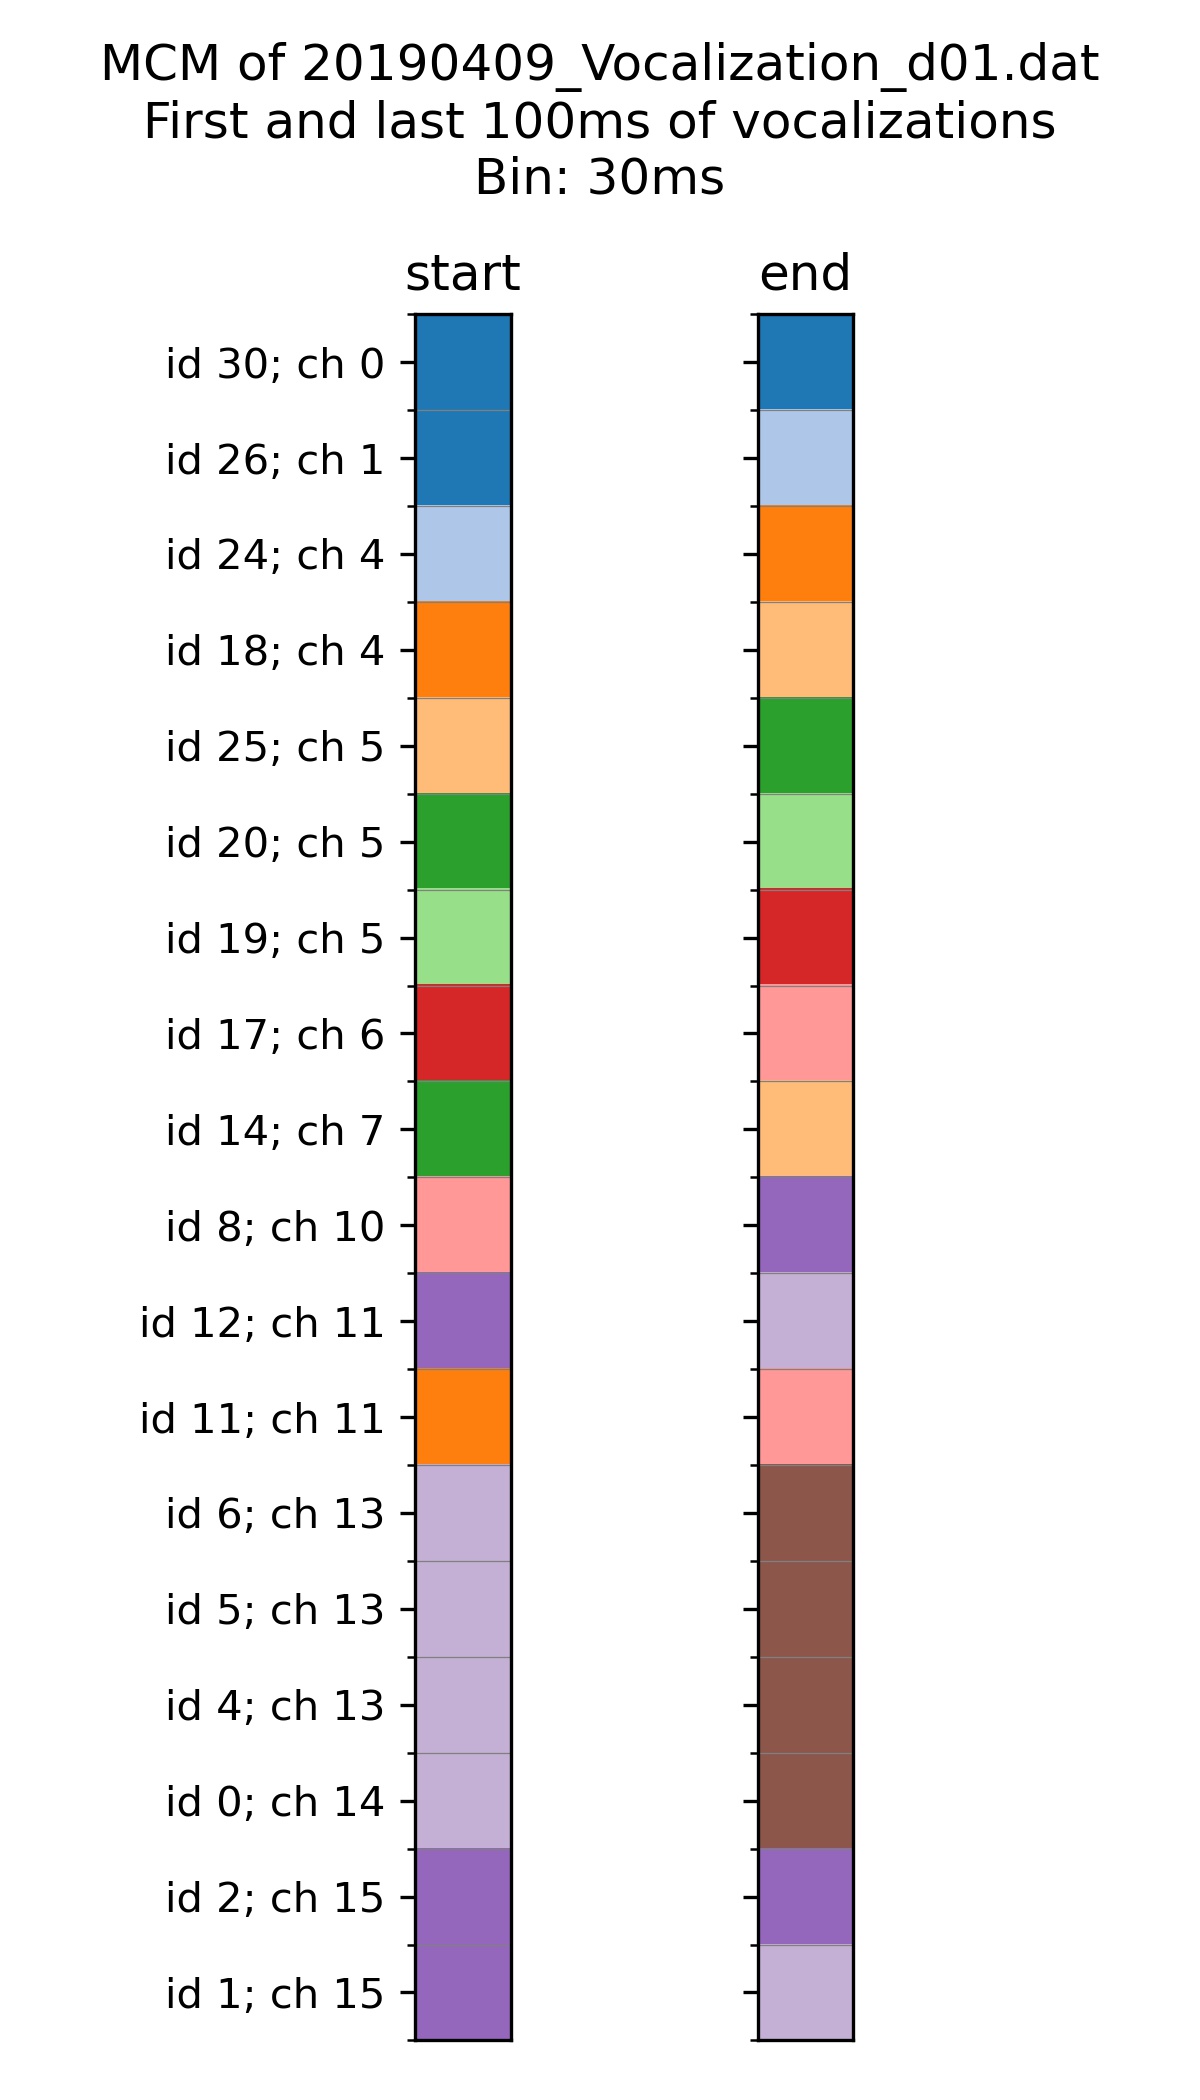 MCM of 20190409_Vocalization_d01.dat
First and last 100ms of vocalizations
Bin: 30ms
start end
id 30; ch 0
id 26; ch 1
id 24; ch 4
id 18; ch 4
id 25; ch 5
id 20; ch 5
id 19; ch 5
id 17; ch 6
id 14; ch 7
id 8; ch 10
id 12; ch 11
id 11; ch 11
id 6; ch 13
id 5; ch 13
id 4; ch 13
id 0; ch 14
id 2; ch 15
id 1; ch 15